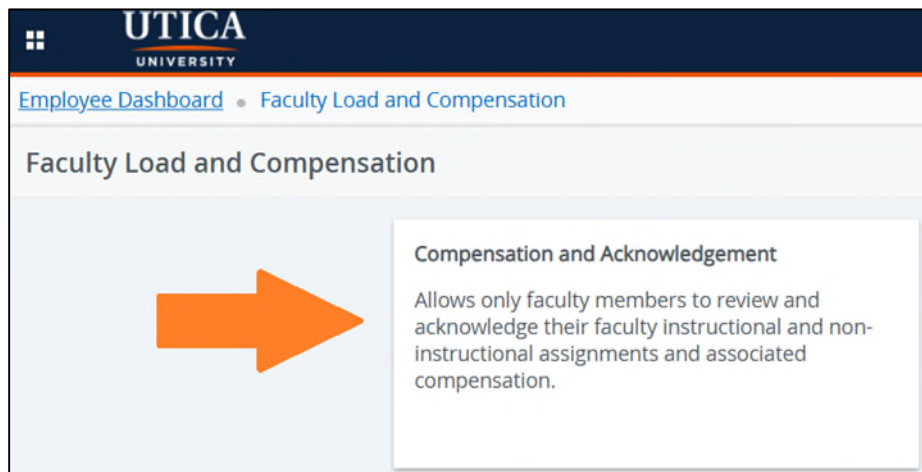 UTICA
UNIVERSITY
Employee Dashboard • Faculty Load and Compensation
Faculty Load and Compensation
Compensation and Acknowledgement
Allows only faculty members to review and
acknowledge their faculty instructional and non-
instructional assignments and associated
compensation.